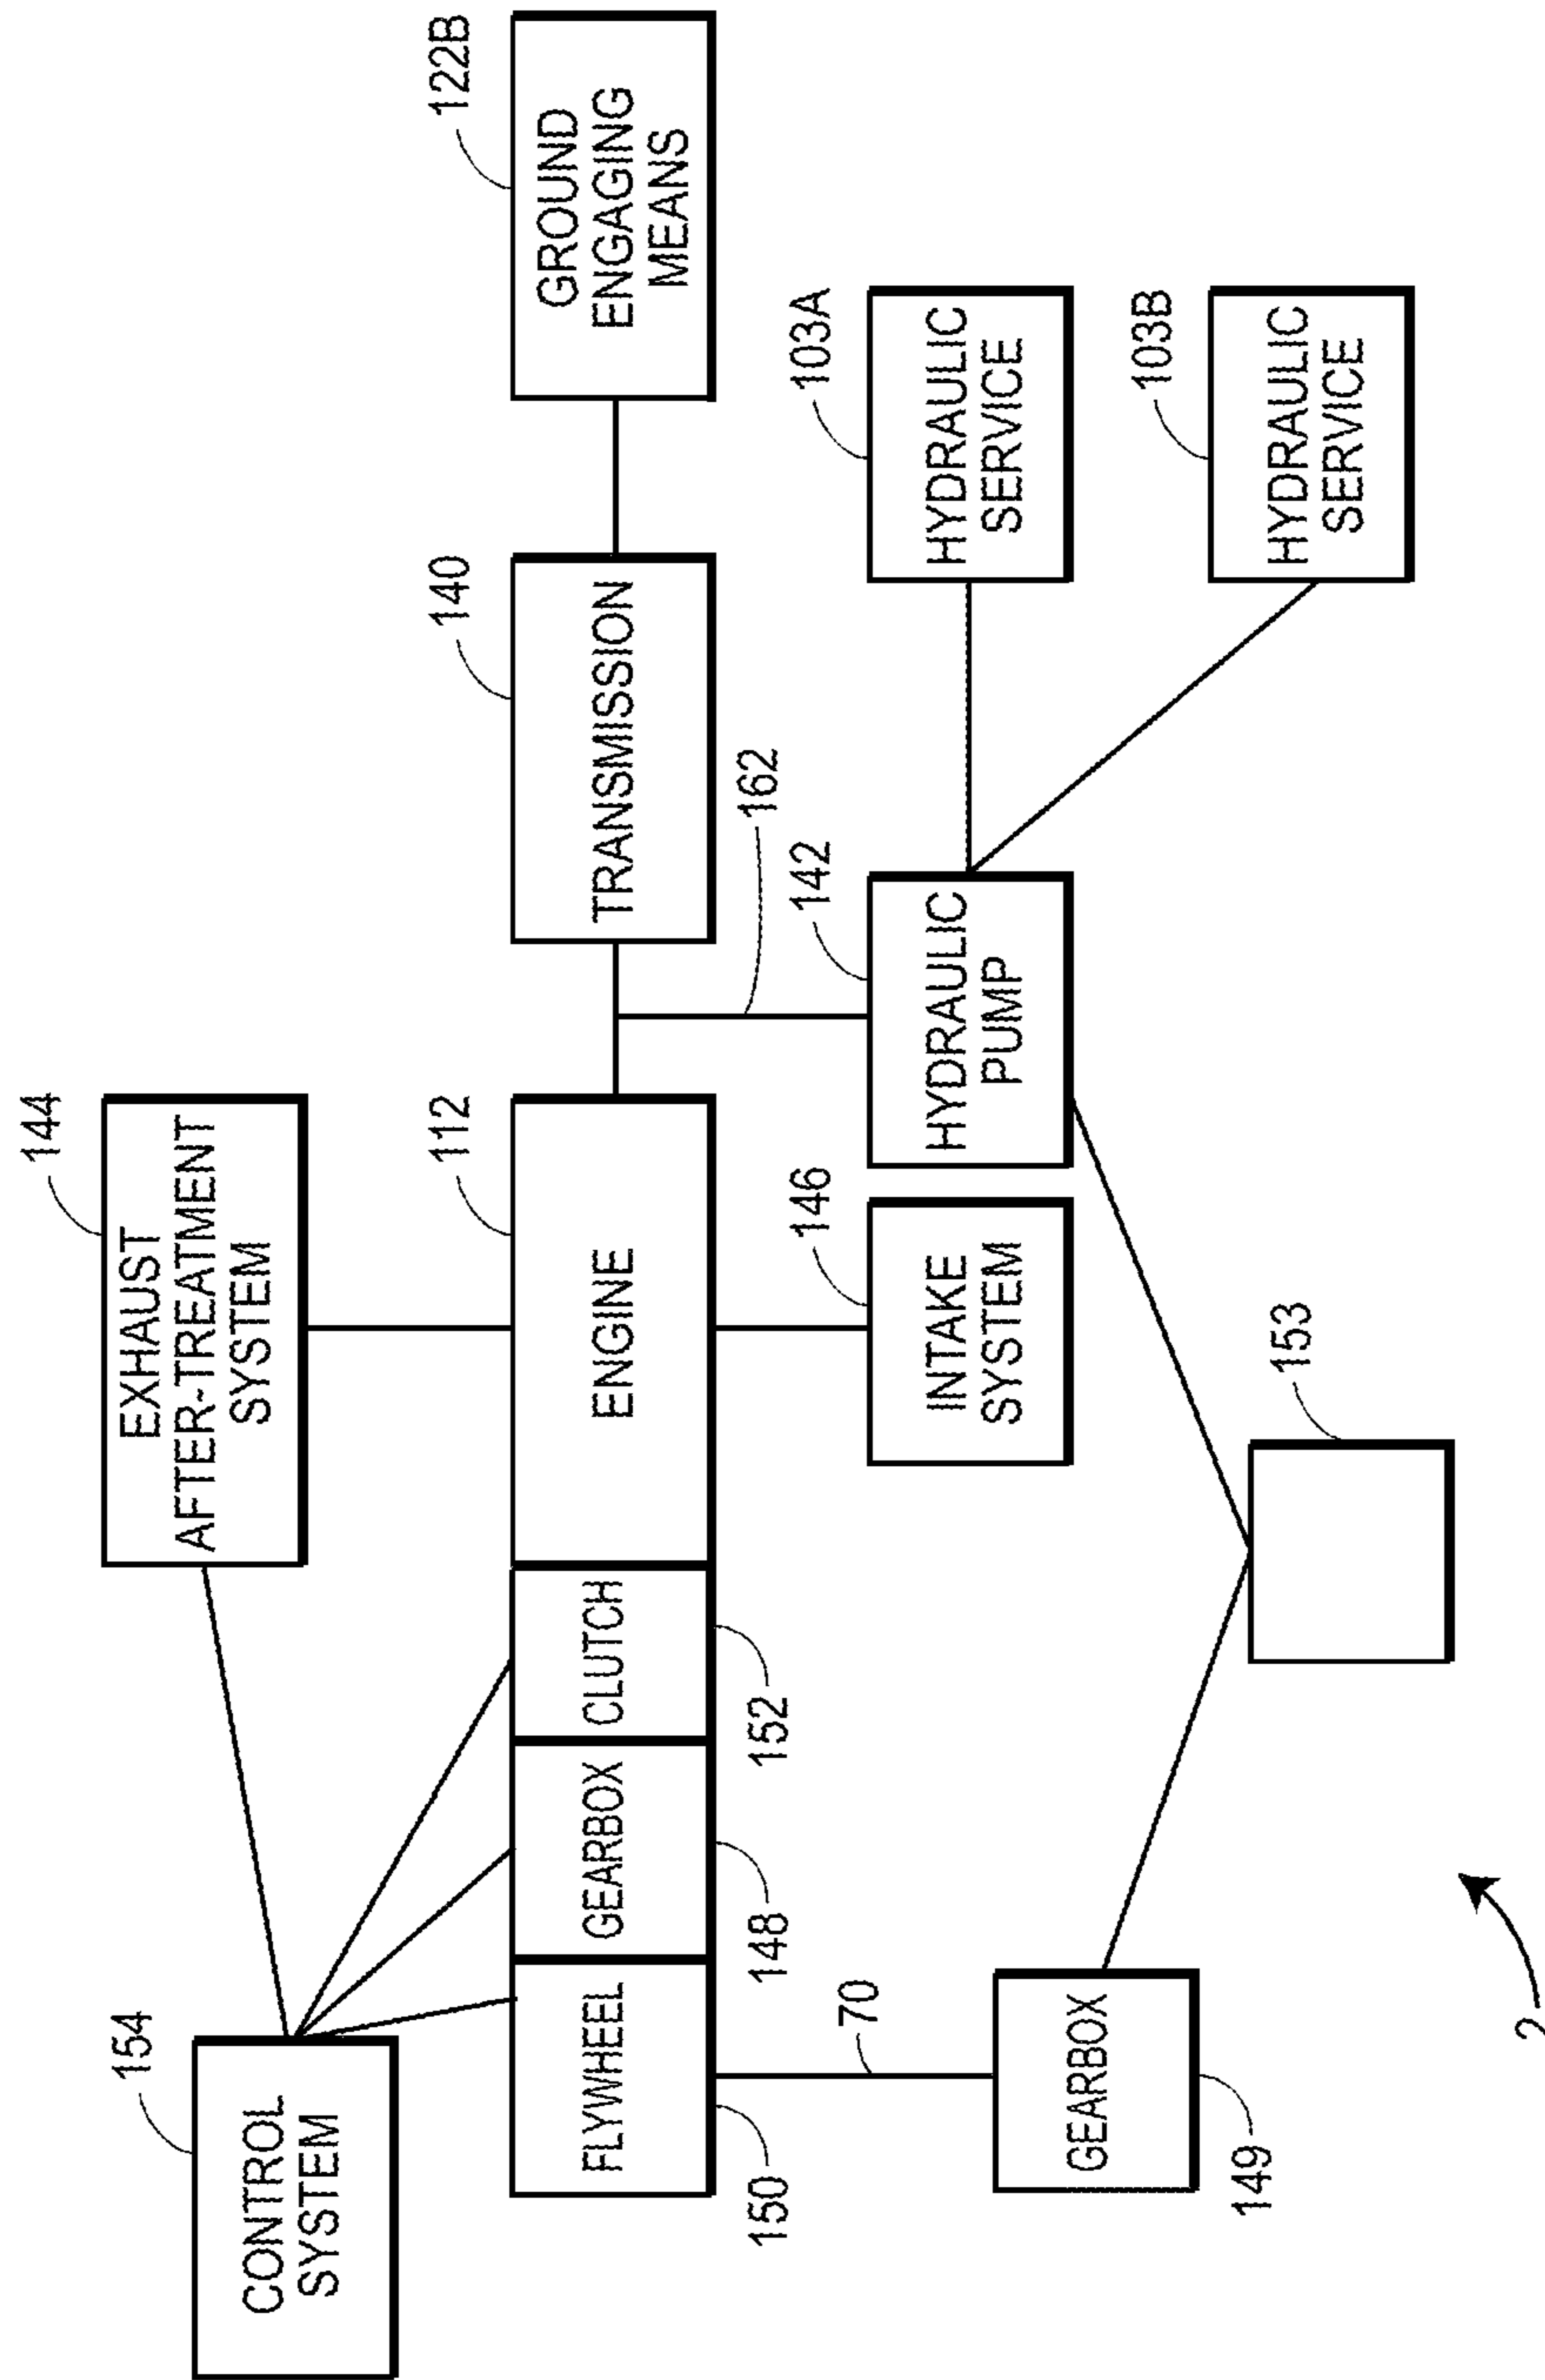 154
CONTROL
SYSTEM
144
EXHAUST
AFTER-TREATMENT
SYSTEM
150
FLYWHEEL
148
GEARBOX
152
CLUTCH
112
ENGINE
140
TRANSMISSION
122B
GROUND
ENGAGING
MEANS
162
70
146
INTAKE
SYSTEM
142
HYDRAULIC
PUMP
103A
HYDRAULIC
SERVICE
149
GEARBOX
153
103B
HYDRAULIC
SERVICE
2